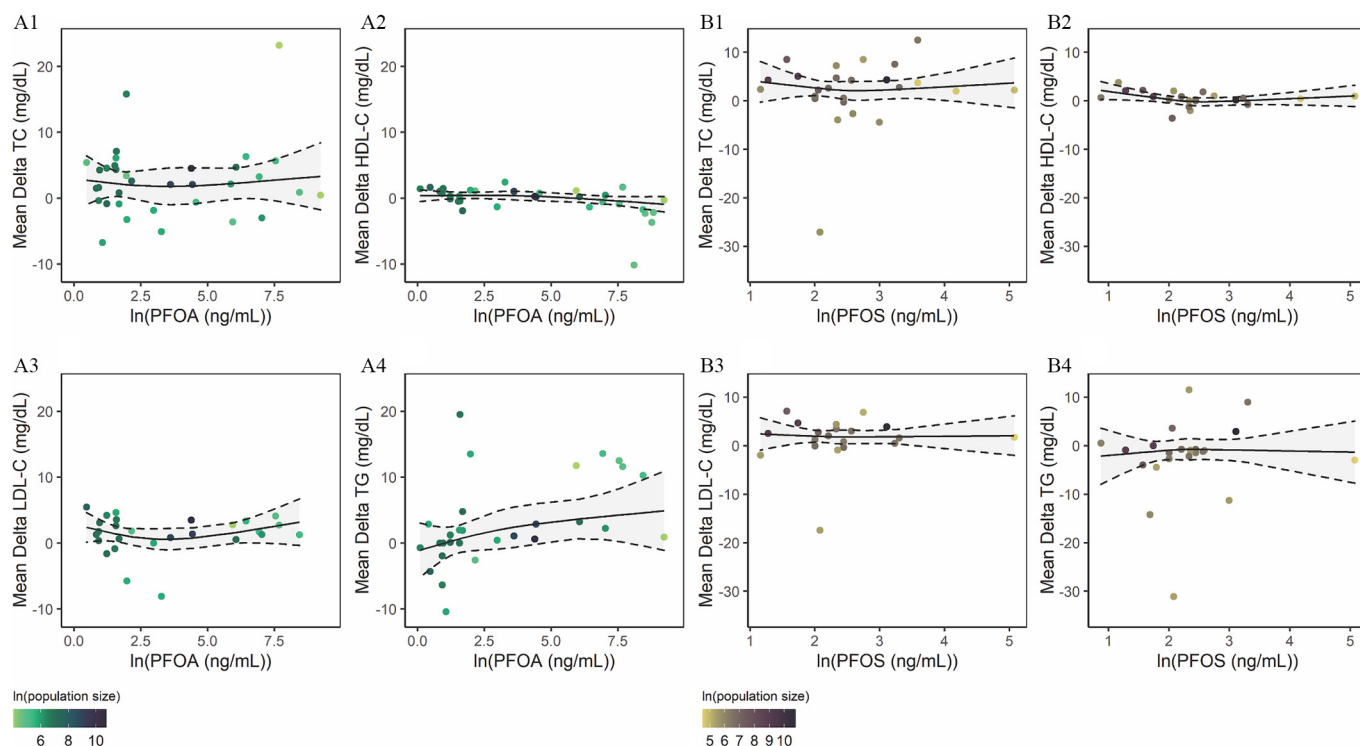 A1
A2
B1
B2
Mean Delta TC (mg/dL)
20
10
0
-10
0.0 2.5 5.0 7.5
ln(PFOA (ng/mL))
Mean Delta HDL-C (mg/dL)
20
10
0
-10
0.0 2.5 5.0 7.5
ln(PFOA (ng/mL))
Mean Delta TC (mg/dL)
10
0
-10
-20
-30
1 2 3 4 5
ln(PFOS (ng/mL))
Mean Delta HDL-C (mg/dL)
10
0
-10
-20
-30
1 2 3 4 5
ln(PFOS (ng/mL))
A3
A4
B3
B4
Mean Delta LDL-C (mg/dL)
20
10
0
-10
0.0 2.5 5.0 7.5
ln(PFOA (ng/mL))
Mean Delta TG (mg/dL)
20
10
0
-10
0.0 2.5 5.0 7.5
ln(PFOA (ng/mL))
Mean Delta LDL-C (mg/dL)
10
0
-10
-20
-30
1 2 3 4 5
ln(PFOS (ng/mL))
Mean Delta TG (mg/dL)
10
0
-10
-20
-30
1 2 3 4 5
ln(PFOS (ng/mL))
ln(population size)
6 8 10
ln(population size)
5 6 7 8 9 10